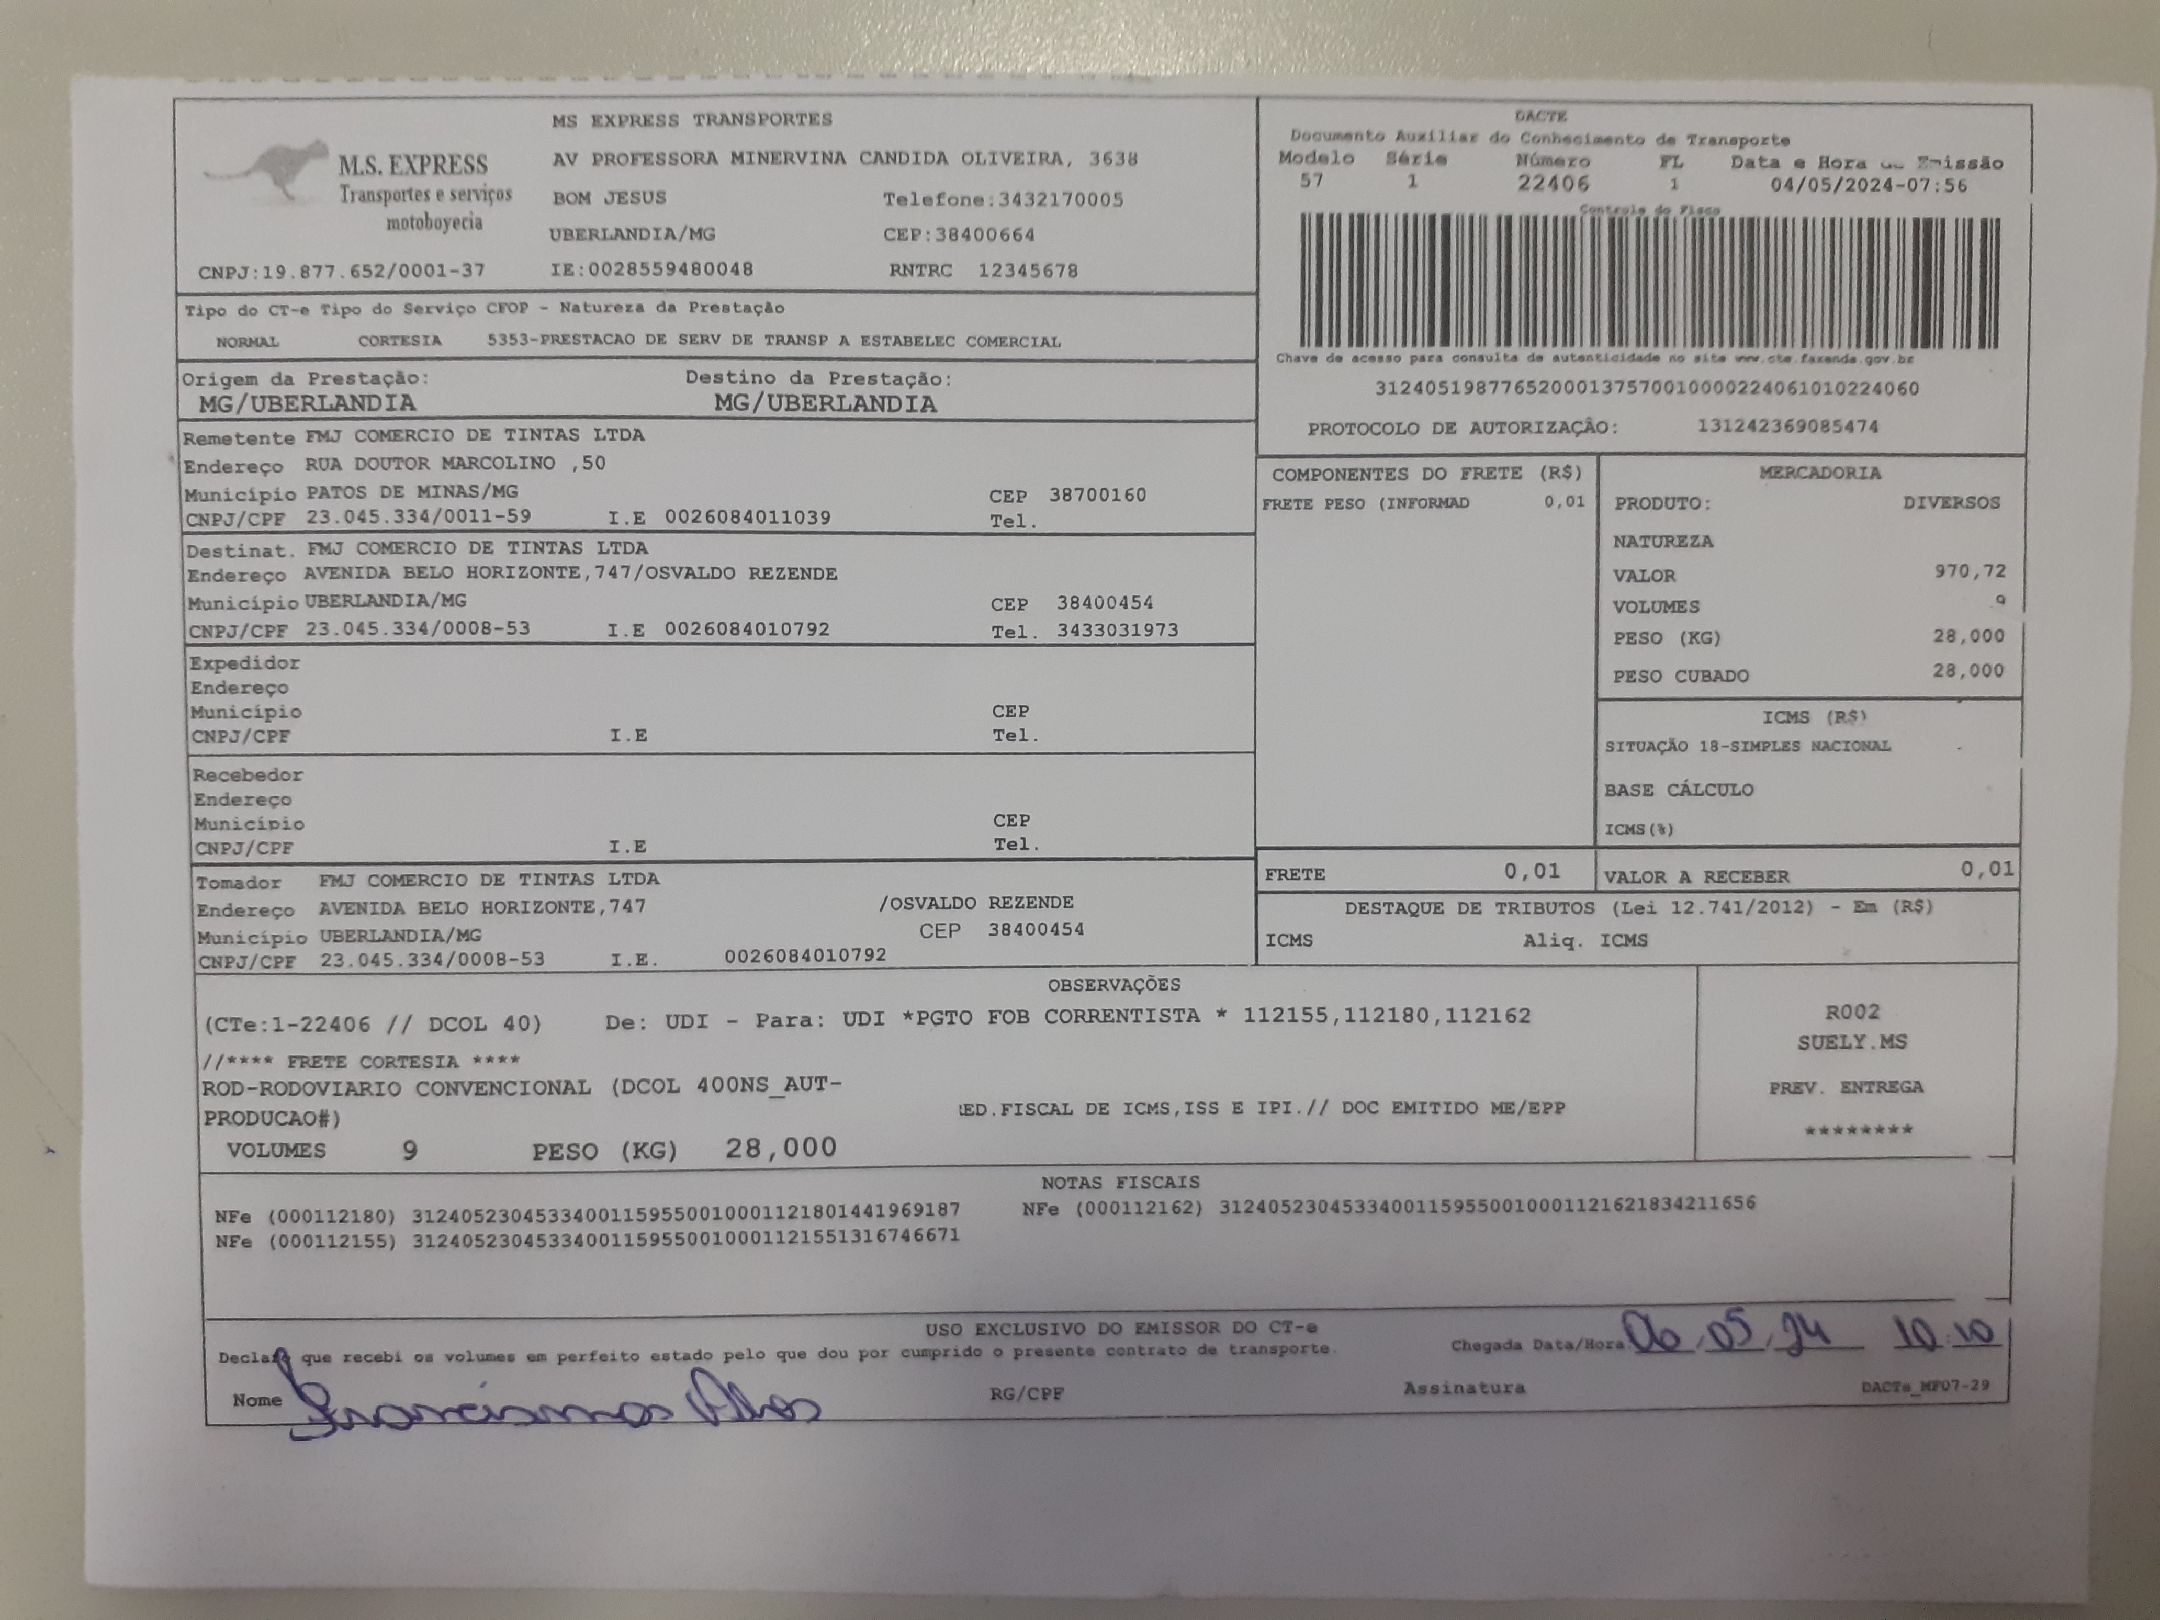 MS EXPRESS TRANSPORTES
M.S. EXPRESS
Transportes e serviços
motoboyecia
AV PROFESSORA MINERVINA CANDIDA OLIVEIRA, 3638
BOM JESUS Telefone:3432170005
UBERLANDIA/MG CEP:38400664
CNPJ:19.877.652/0001-37 IE:0028559480048 RNTRC 12345678
DACTE
Documento Auxiliar do Conhecimento de Transporte
Modelo Série Número FL Data e Hora de Emissão
57 1 22406 1 04/05/2024-07:56
Controle do Fisco
Chave de acesso para consulta de autenticidade no site www.cte.fazenda.gov.br
31240519877652000137570010000224061010224060
PROTOCOLO DE AUTORIZAÇÃO: 131242369085474
Tipo do CT-e Tipo do Serviço CFOP - Natureza da Prestação
NORMAL CORTESIA 5353-PRESTACAO DE SERV DE TRANSP A ESTABELEC COMERCIAL
Origem da Prestação: Destino da Prestação:
MG/UBERLANDIA MG/UBERLANDIA
Remetente FMJ COMERCIO DE TINTAS LTDA
Endereço RUA DOUTOR MARCOLINO ,50
Município PATOS DE MINAS/MG CEP 38700160
CNPJ/CPF 23.045.334/0011-59 I.E 0026084011039 Tel.
Destinat. FMJ COMERCIO DE TINTAS LTDA
Endereço AVENIDA BELO HORIZONTE,747/OSVALDO REZENDE
Município UBERLANDIA/MG CEP 38400454
CNPJ/CPF 23.045.334/0008-53 I.E 0026084010792 Tel. 3433031973
Expedidor
Endereço
Município CEP
CNPJ/CPF I.E Tel.
Recebedor
Endereço
Município CEP
CNPJ/CPF I.E Tel.
Tomador FMJ COMERCIO DE TINTAS LTDA
Endereço AVENIDA BELO HORIZONTE,747 /OSVALDO REZENDE
Município UBERLANDIA/MG CEP 38400454
CNPJ/CPF 23.045.334/0008-53 I.E. 0026084010792
COMPONENTES DO FRETE (R$)
FRETE PESO (INFORMAD 0,01
MERCADORIA
PRODUTO: DIVERSOS
NATUREZA
VALOR 970,72
VOLUMES 9
PESO (KG) 28,000
PESO CUBADO 28,000
ICMS (R$)
SITUAÇÃO 18-SIMPLES NACIONAL
BASE CÁLCULO
ICMS(%)
FRETE 0,01 VALOR A RECEBER 0,01
DESTAQUE DE TRIBUTOS (Lei 12.741/2012) - Em (R$)
ICMS Aliq. ICMS
OBSERVAÇÕES
(CTe:1-22406 // DCOL 40) De: UDI - Para: UDI *PGTO FOB CORRENTISTA * 112155,112180,112162
//**** FRETE CORTESIA ****
ROD-RODOVIARIO CONVENCIONAL (DCOL 400NS_AUT-
PRODUCAO#) ED.FISCAL DE ICMS,ISS E IPI.// DOC EMITIDO ME/EPP
VOLUMES 9 PESO (KG) 28,000
R002
SUELY.MS
PREV. ENTREGA
********
NOTAS FISCAIS
NFe (000112180) 31240523045334001159550010001121801441969187 NFe (000112162) 31240523045334001159550010001121621834211656
NFe (000112155) 31240523045334001159550010001121551316746671
USO EXCLUSIVO DO EMISSOR DO CT-e
Declaro que recebi os volumes em perfeito estado pelo que dou por cumprido o presente contrato de transporte. Chegada Data/Hora 06/05/24 10:10
Nome RG/CPF Assinatura DACTe_MF07-29